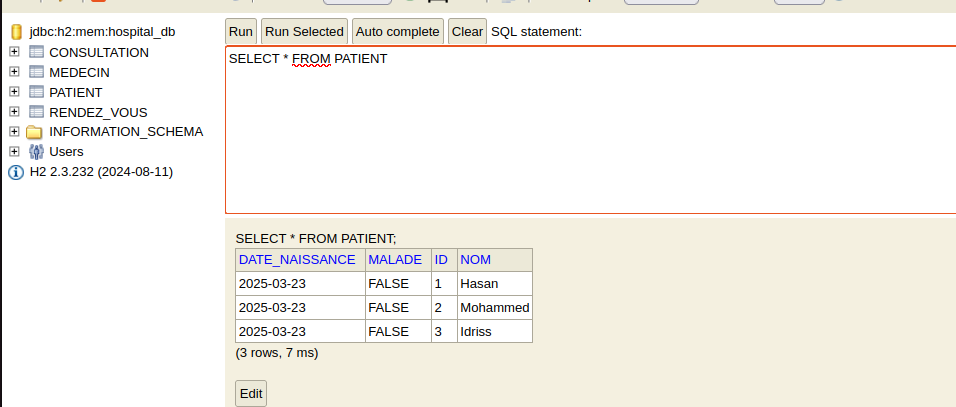 jdbc:h2:mem:hospital_db
CONSULTATION
MEDECIN
PATIENT
RENDEZ_VOUS
INFORMATION_SCHEMA
Users
H2 2.3.232 (2024-08-11)
Run Run Selected Auto complete Clear SQL statement:
SELECT * FROM PATIENT
SELECT * FROM PATIENT;
DATE_NAISSANCE MALADE ID NOM
2025-03-23 FALSE 1 Hasan
2025-03-23 FALSE 2 Mohammed
2025-03-23 FALSE 3 Idriss
(3 rows, 7 ms)
Edit